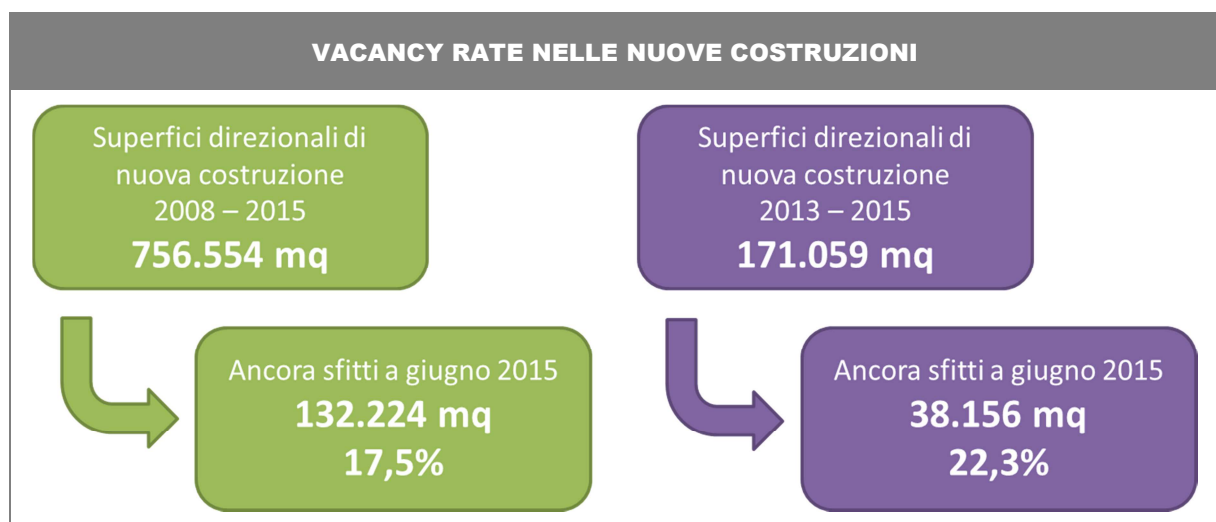 VACANCY RATE NELLE NUOVE COSTRUZIONI
Superfici direzionali di
nuova costruzione
2008 – 2015
756.554 mq
Ancora sfitti a giugno 2015
132.224 mq
17,5%
Superfici direzionali di
nuova costruzione
2013 – 2015
171.059 mq
Ancora sfitti a giugno 2015
38.156 mq
22,3%